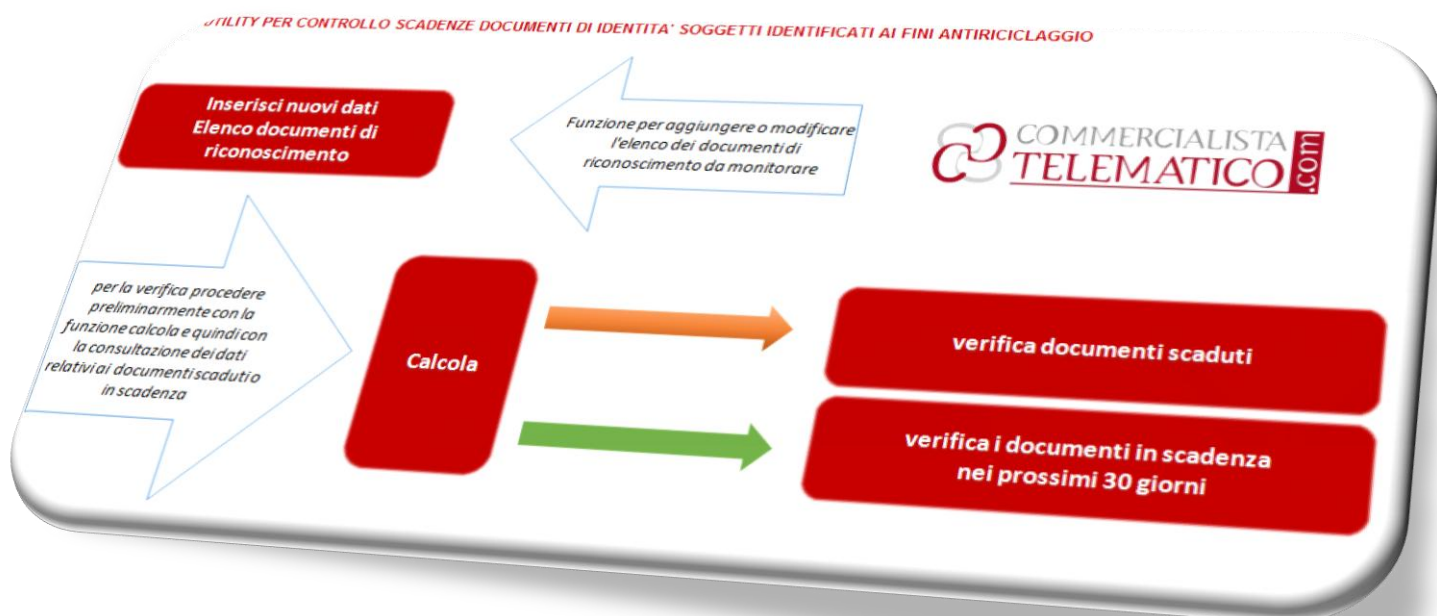 UTILITY PER CONTROLLO SCADENZE DOCUMENTI DI IDENTITA' SOGGETTI IDENTIFICATI AI FINI ANTIRICICLAGGIO
Inserisci nuovi dati
Elenco documenti di
riconoscimento
Funzione per aggiungere o modificare
l'elenco dei documenti di
riconoscimento da monitorare
COMMERCIALISTA
TELEMATICO
.com
per la verifica procedere
preliminarmente con la
funzione calcola e quindi con
la consultazione dei dati
relativi ai documenti scaduti o
in scadenza
Calcola
verifica documenti scaduti
verifica i documenti in scadenza
nei prossimi 30 giorni